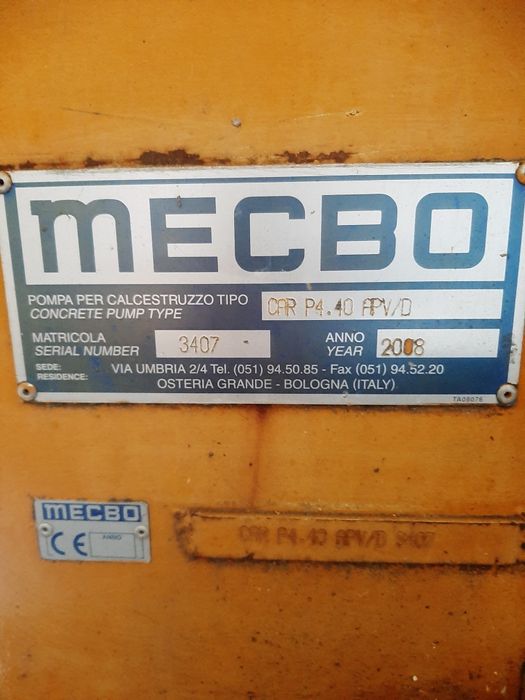 MECBO
POMPA PER CALCESTRUZZO TIPO
CONCRETE PUMP TYPE
CAR P4.40 APV/D
MATRICOLA
SERIAL NUMBER
3407
ANNO
YEAR
2008
SEDE:
RESIDENCE:
VIA UMBRIA 2/4 Tel. (051) 94.50.85 - Fax (051) 94.52.20
OSTERIA GRANDE - BOLOGNA (ITALY)
TA08076
MECBO
CE
ANNO
CAR P4.40 APV/D 3407